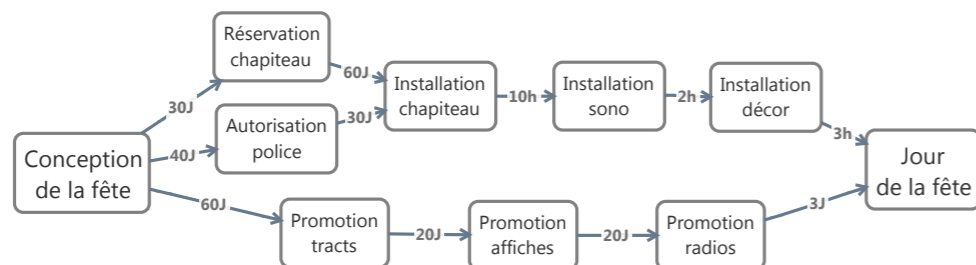 Réservation
chapiteau
30J
60J
Installation
chapiteau
10h
Installation
sono
2h
Installation
décor
3h
Autorisation
police
40J
30J
Conception
de la fête
Jour
de la fête
60J
Promotion
tracts
20J
Promotion
affiches
20J
Promotion
radios
3J